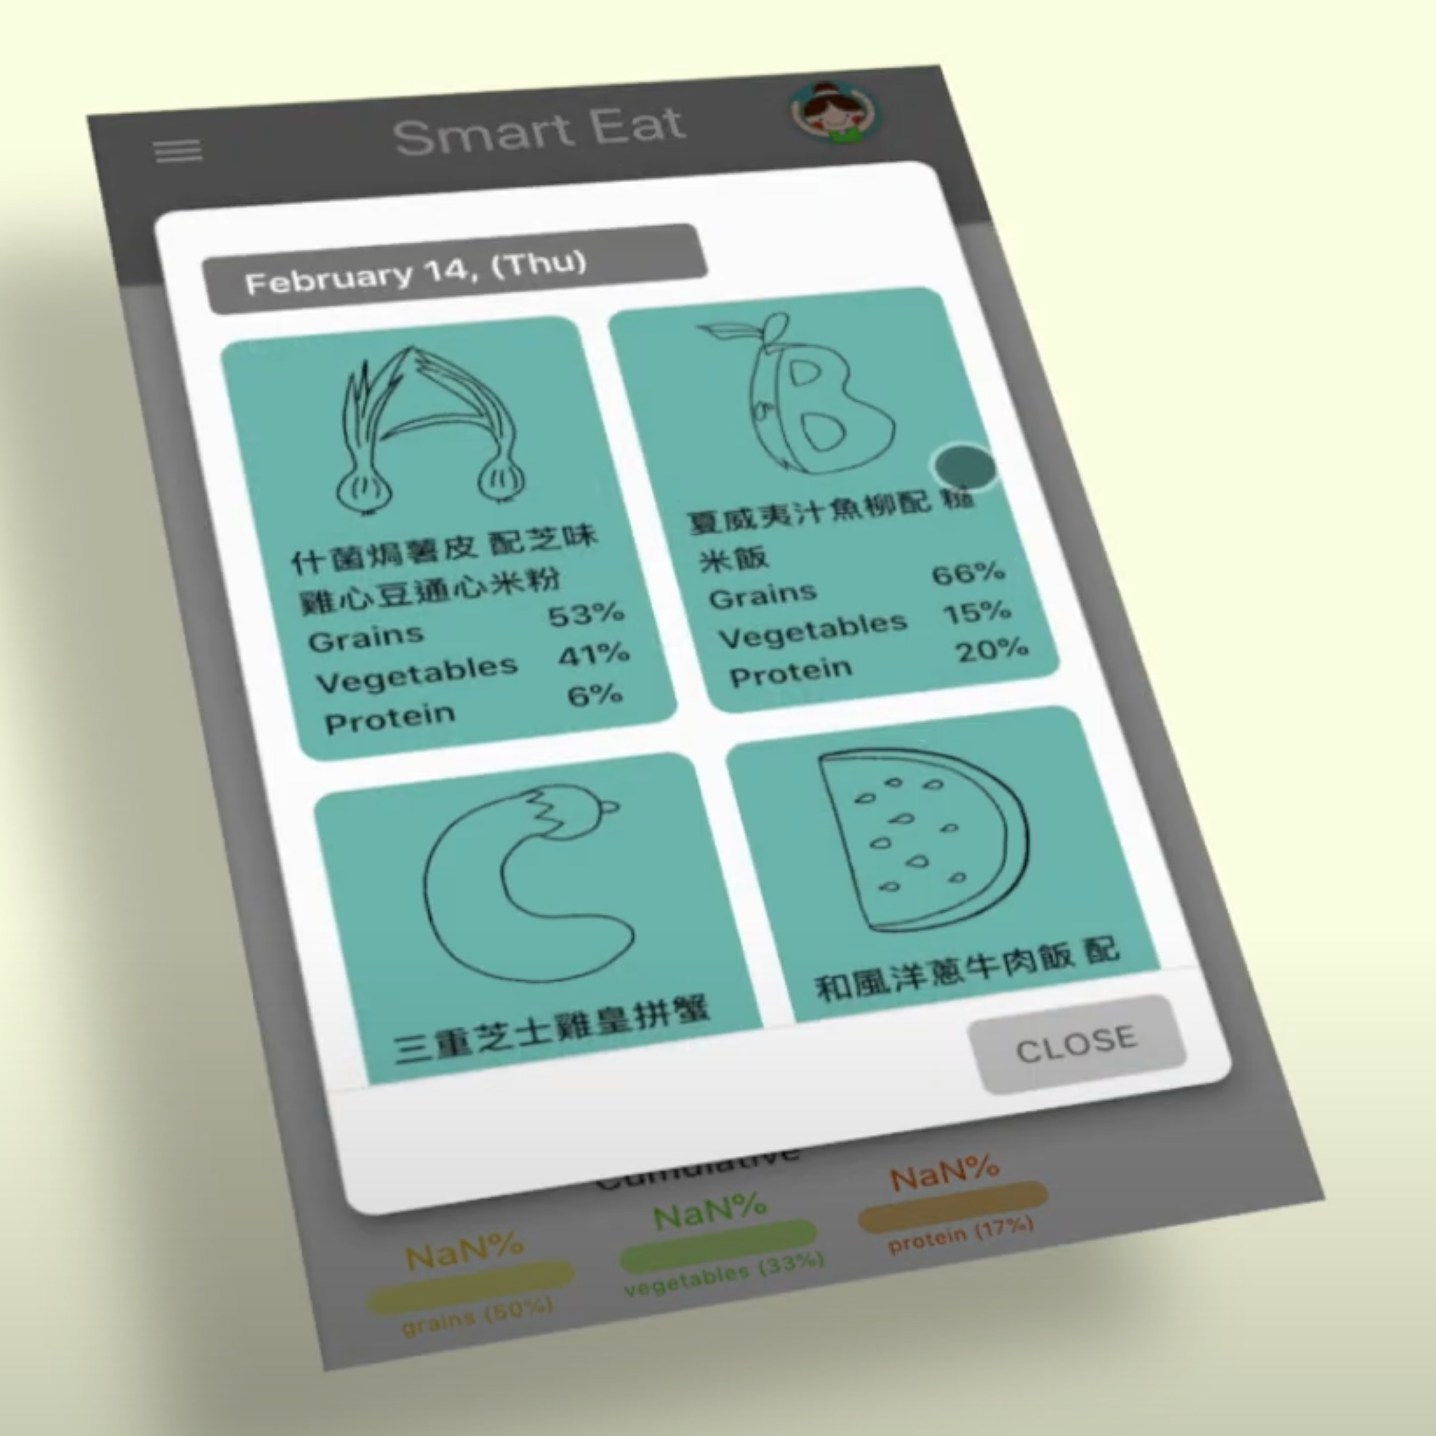 Smart Eat
February 14, (Thu)
什菌焗薯皮 配芝味
雞心豆通心米粉
Grains 53%
Vegetables 41%
Protein 6%
夏威夷汁魚柳配 糙
米飯
Grains 66%
Vegetables 15%
Protein 20%
三重芝士雞皇拼蟹
和風洋蔥牛肉飯 配
CLOSE
Cumulative
NaN%
grains (50%)
NaN%
vegetables (33%)
NaN%
protein (17%)